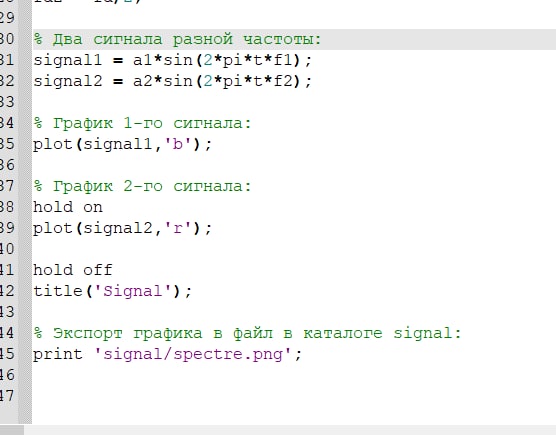 29
30 % Два сигнала разной частоты:
31 signal1 = a1*sin(2*pi*t*f1);
32 signal2 = a2*sin(2*pi*t*f2);
33
34 % График 1-го сигнала:
35 plot(signal1,'b');
36
37 % График 2-го сигнала:
38 hold on
39 plot(signal2,'r');
40
41 hold off
42 title('Signal');
43
44 % Экспорт графика в файл в каталоге signal:
45 print 'signal/spectre.png';
46
47